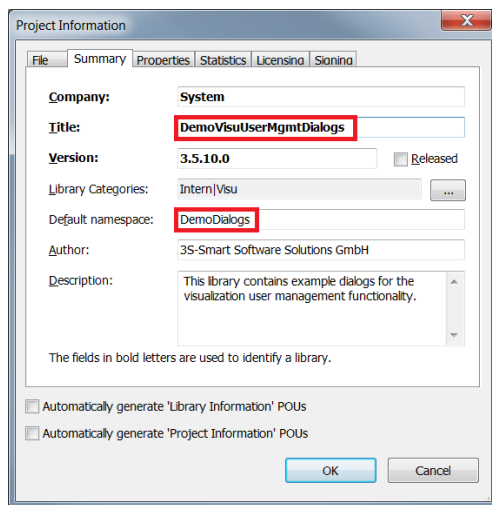 Project Information
File Summary Properties Statistics Licensing Signing
Company: System
Title: DemoVisuUserMgmtDialogs
Version: 3.5.10.0 Released
Library Categories: Intern|Visu ...
Default namespace: DemoDialogs
Author: 3S-Smart Software Solutions GmbH
Description: This library contains example dialogs for the
visualization user management functionality.
The fields in bold letters are used to identify a library.
Automatically generate 'Library Information' POUs
Automatically generate 'Project Information' POUs
OK Cancel